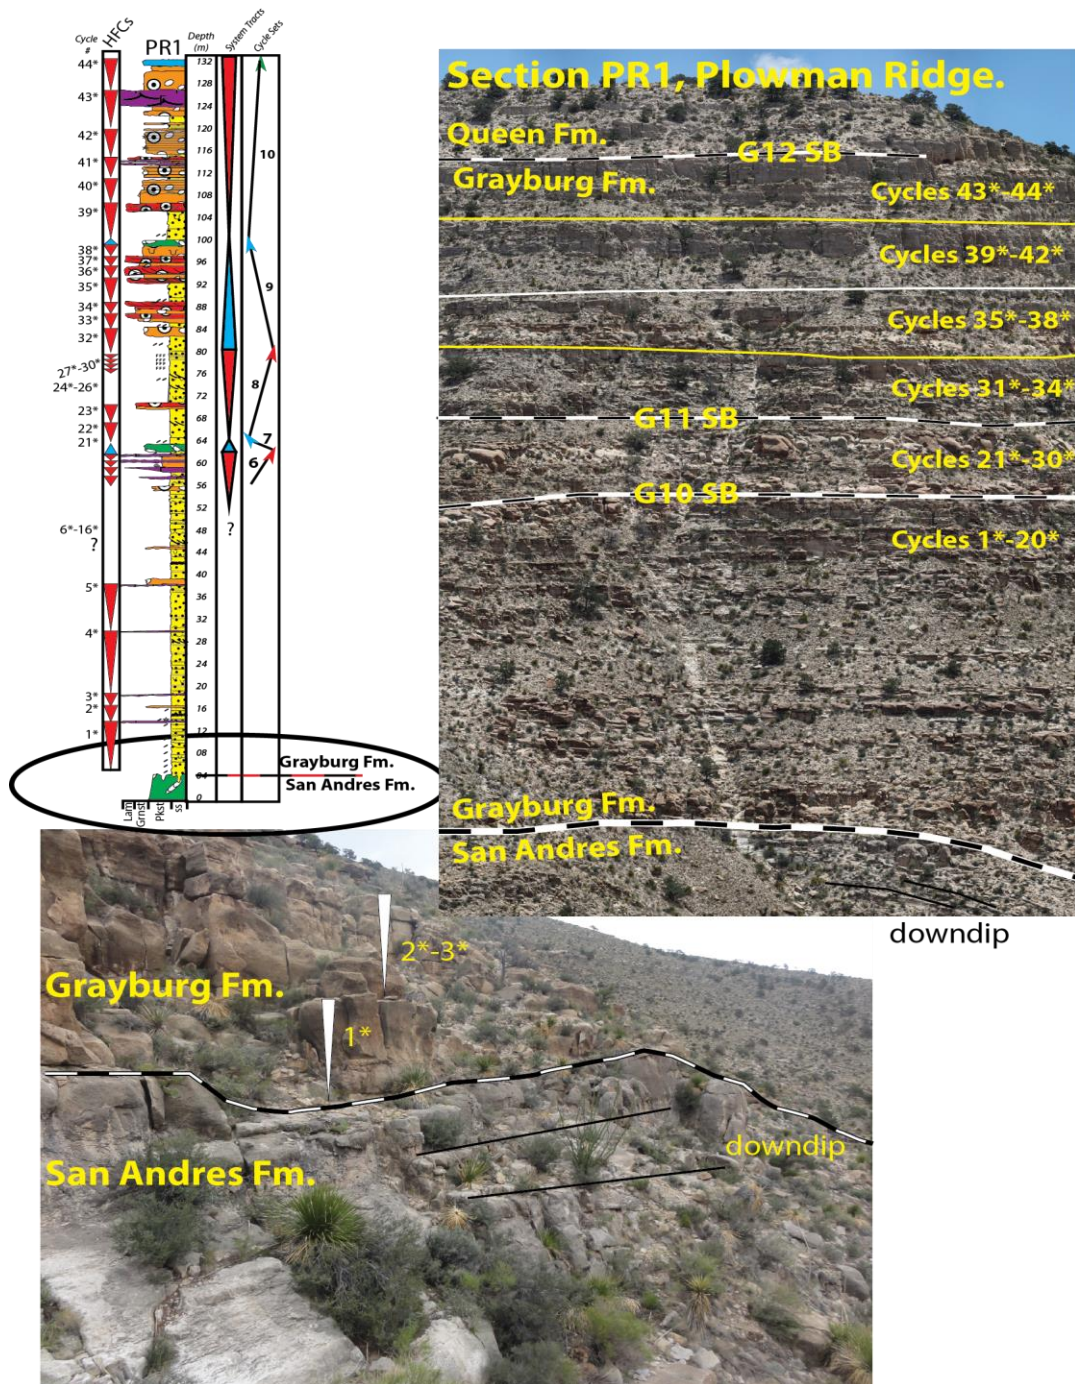 Cycle
#
HFCs
PR1
Depth
(m)
System Tracts
Cycle Sets
44*
43*
42*
41*
40*
39*
38*
37*
36*
35*
34*
33*
32*
27*-30*
24*-26*
23*
22*
21*
6*-16*
?
5*
4*
3*
2*
1*
132
128
124
120
116
112
108
104
100
96
92
88
84
80
76
72
68
64
60
56
52
48
44
40
36
32
28
24
20
16
12
08
04
0
10
9
8
7
6
?
Grayburg Fm.
San Andres Fm.
Lam
Grnst
Pkst
ss
Section PR1, Plowman Ridge.
Queen Fm.
G12 SB
Grayburg Fm.
Cycles 43*-44*
Cycles 39*-42*
Cycles 35*-38*
Cycles 31*-34*
G11 SB
Cycles 21*-30*
G10 SB
Cycles 1*-20*
Grayburg Fm.
San Andres Fm.
downdip
2*-3*
Grayburg Fm.
1*
downdip
San Andres Fm.